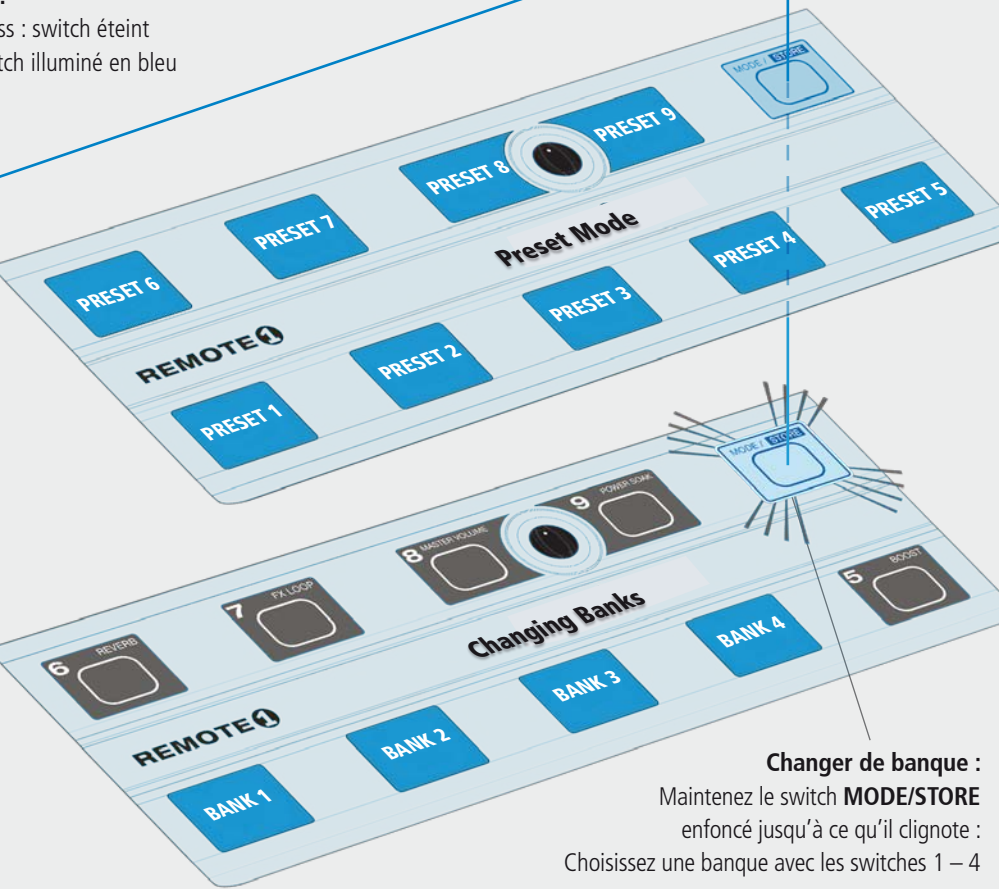 ss : switch éteint
tch illuminé en bleu
MODE / STORE
PRESET 9
PRESET 8
PRESET 7
PRESET 6
Preset Mode
PRESET 5
PRESET 4
PRESET 3
PRESET 2
PRESET 1
REMOTE 1
MODE / STORE
9 POWER SOAK
8 MASTER VOLUME
7 FX LOOP
6 REVERB
Changing Banks
5 BOOST
BANK 4
BANK 3
BANK 2
BANK 1
REMOTE 1
Changer de banque :
Maintenez le switch MODE/STORE
enfoncé jusqu'à ce qu'il clignote :
Choisissez une banque avec les switches 1 – 4